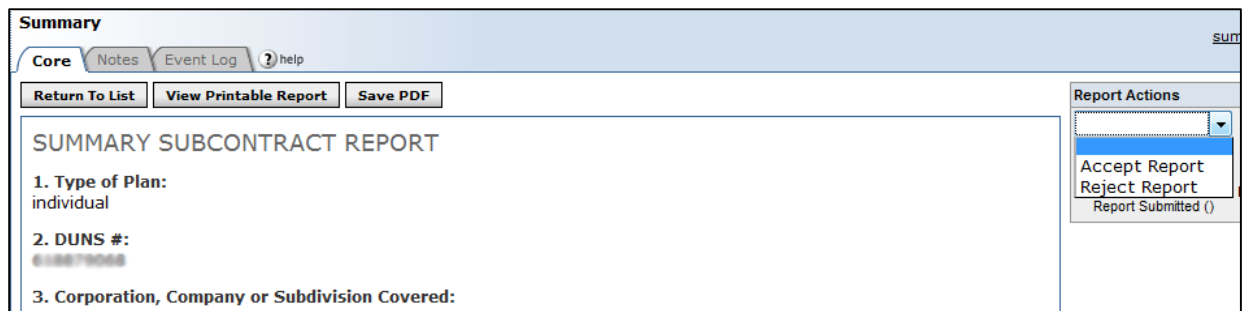 Summary
sum
Core Notes Event Log ? help
Return To List View Printable Report Save PDF
Report Actions
SUMMARY SUBCONTRACT REPORT
Accept Report
1. Type of Plan:
Reject Report
individual
Report Submitted ()
2. DUNS #:
3. Corporation, Company or Subdivision Covered: